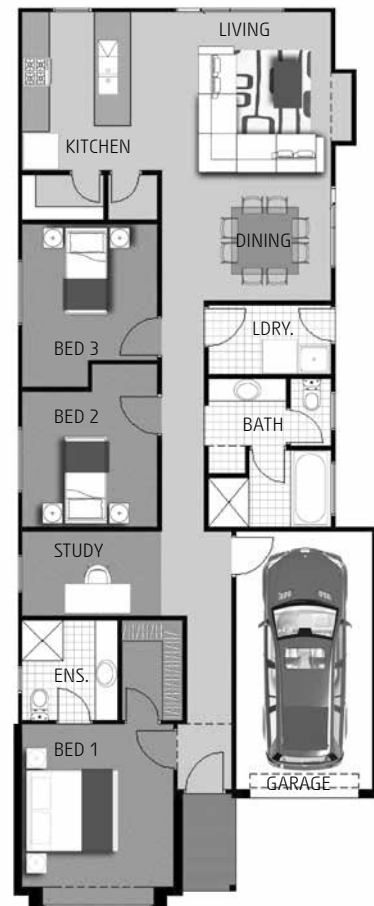 LIVING
KITCHEN
DINING
LDRY.
BED 3
BED 2
BATH
STUDY
ENS.
BED 1
GARAGE